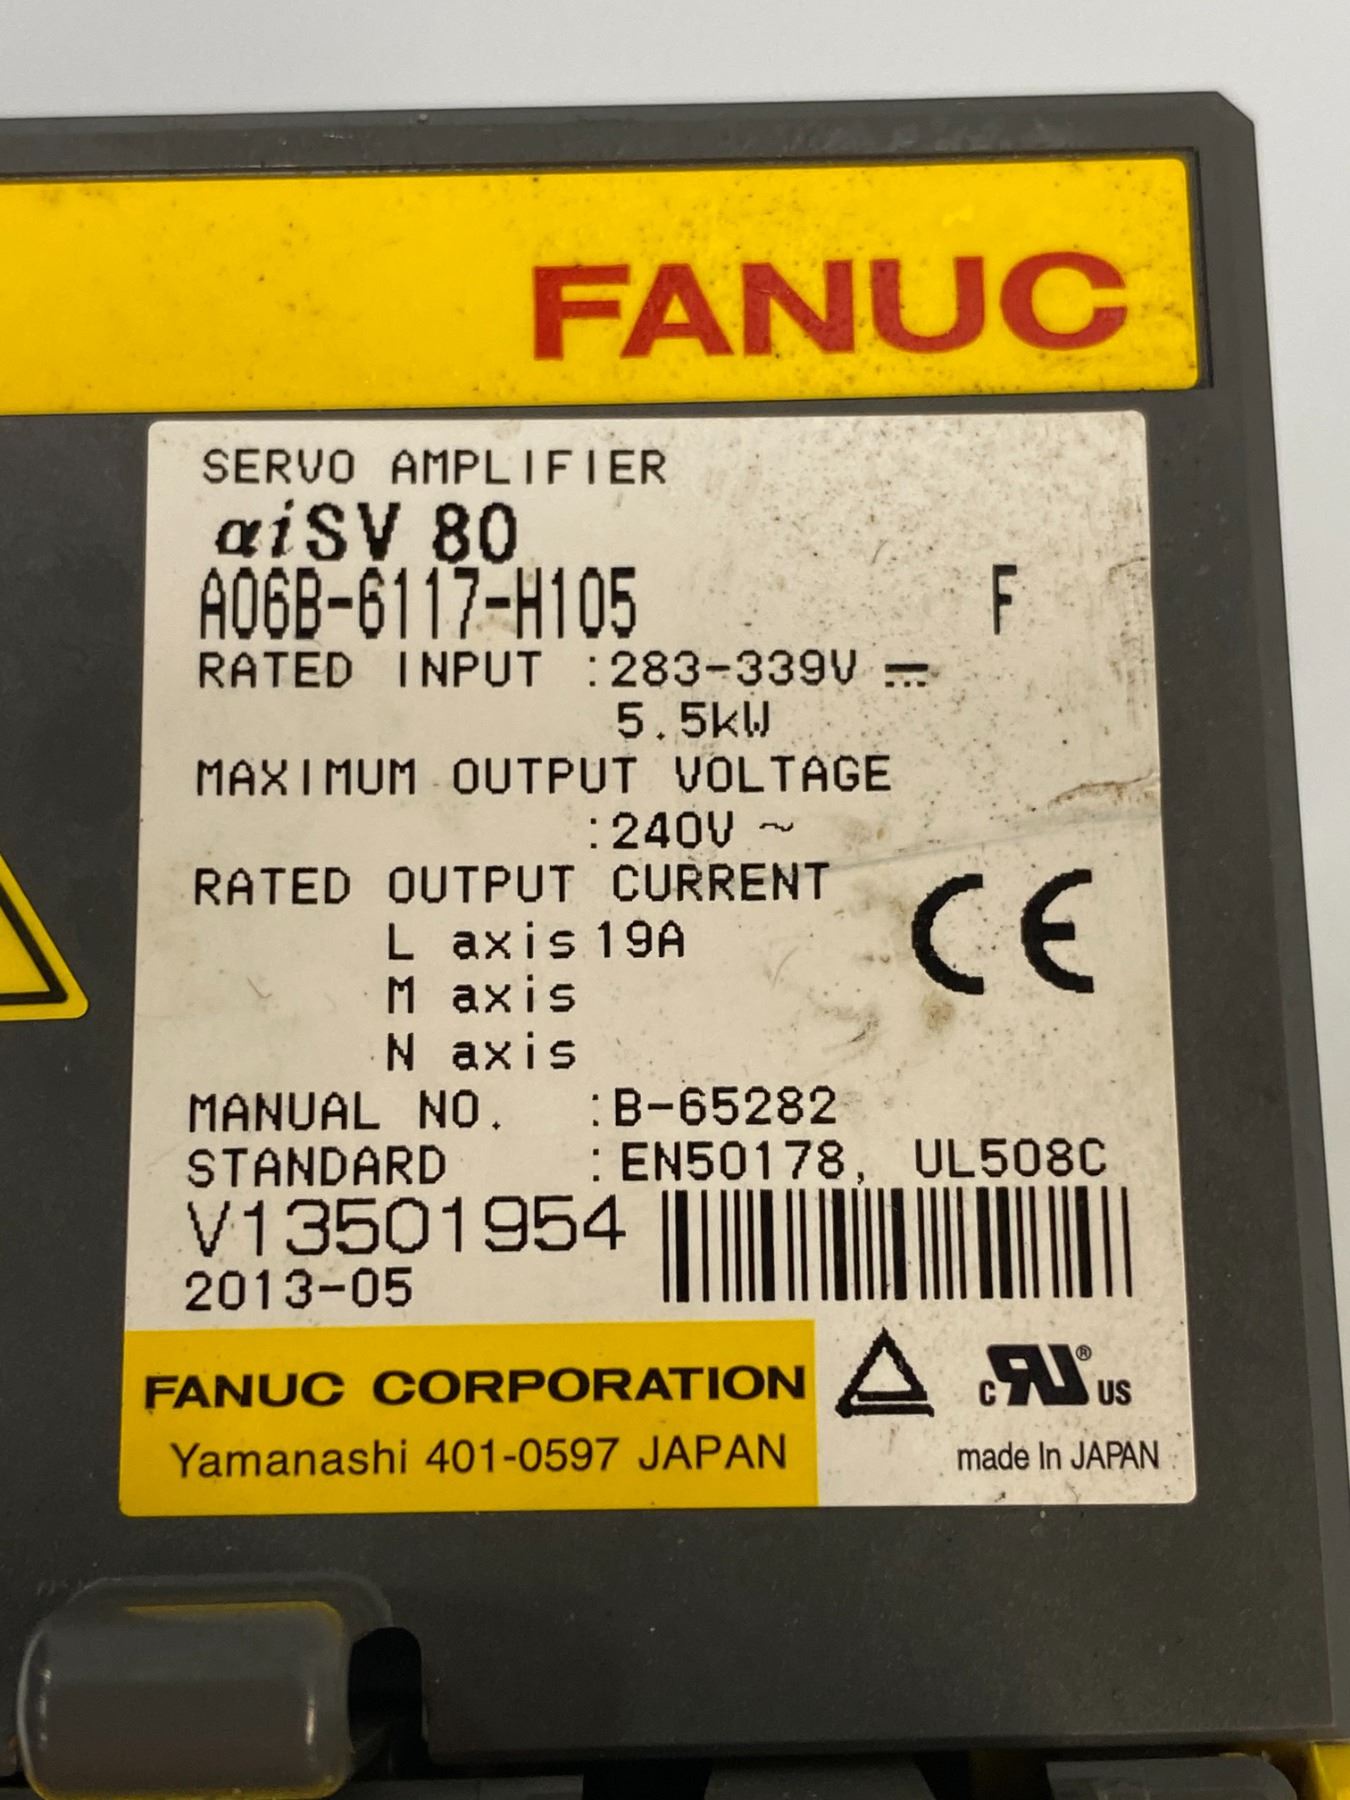 FANUC
SERVO AMPLIFIER
αiSV 80
A06B-6117-H105 F
RATED INPUT :283-339V ⎓
5.5kW
MAXIMUM OUTPUT VOLTAGE
:240V ~
RATED OUTPUT CURRENT
L axis 19A
M axis
N axis
CE
MANUAL NO. :B-65282
STANDARD :EN50178, UL508C
V13501954
2013-05
FANUC CORPORATION
Yamanashi 401-0597 JAPAN
c RU ® US
made In JAPAN